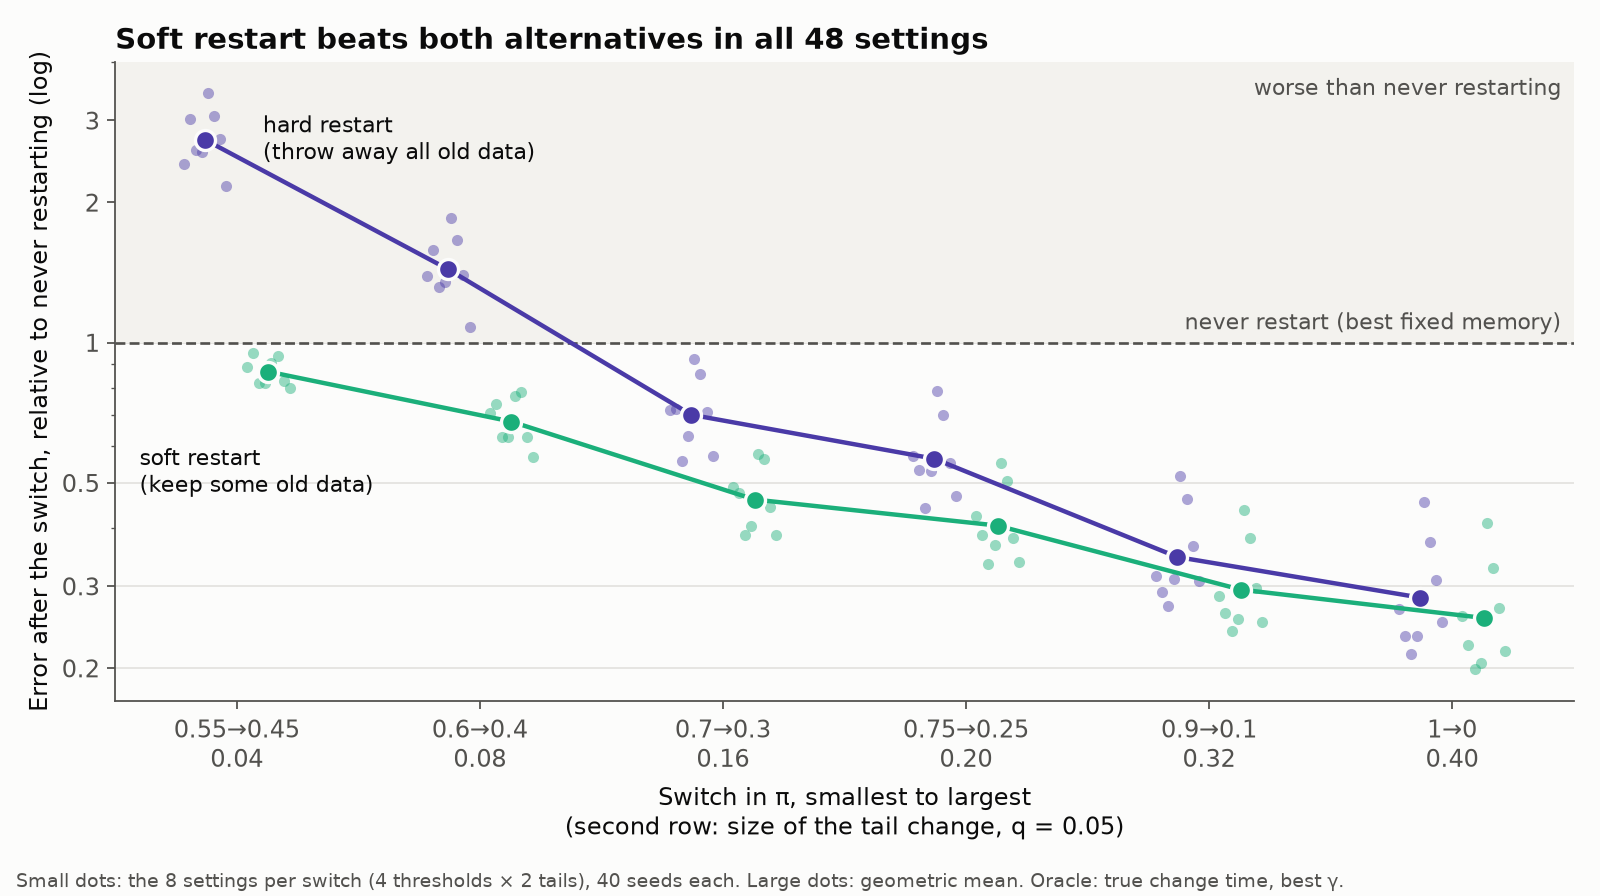 Soft restart beats both alternatives in all 48 settings
Error after the switch, relative to never restarting (log)
worse than never restarting
hard restart
(throw away all old data)
never restart (best fixed memory)
soft restart
(keep some old data)
3
2
1
0.5
0.3
0.2
0.55→0.45 0.6→0.4 0.7→0.3 0.75→0.25 0.9→0.1 1→0
0.04 0.08 0.16 0.20 0.32 0.40
Switch in π, smallest to largest
(second row: size of the tail change, q = 0.05)
Small dots: the 8 settings per switch (4 thresholds × 2 tails), 40 seeds each. Large dots: geometric mean. Oracle: true change time, best γ.